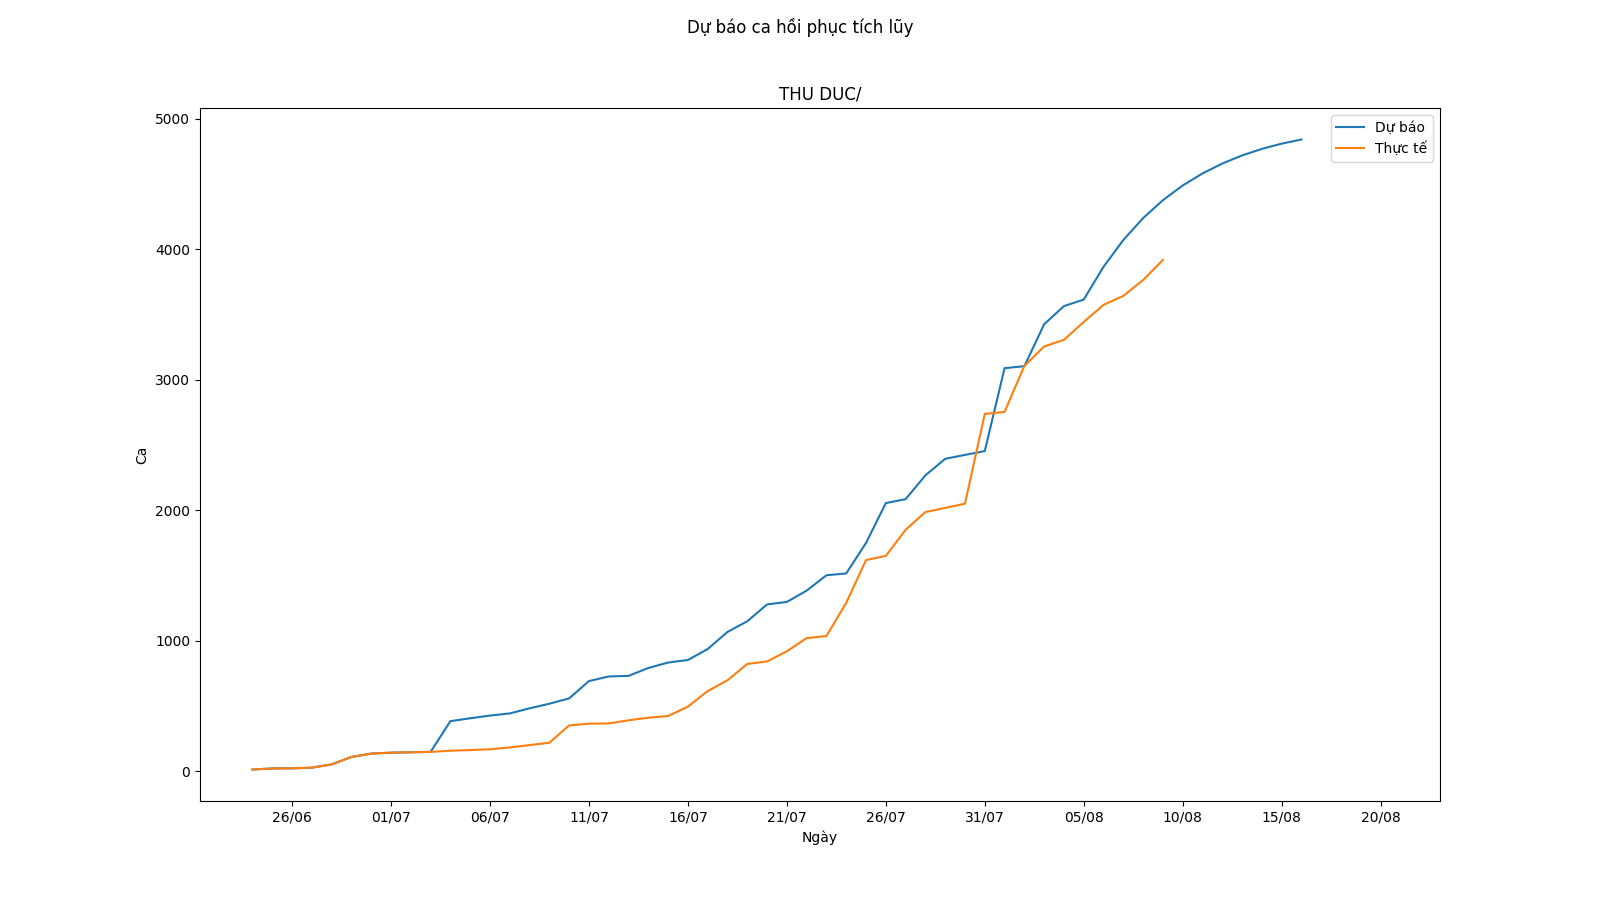 Dự báo ca hồi phục tích lũy
THU DUC/
5000
4000
3000
2000
1000
0
Ca
Dự báo
Thực tế
26/06 01/07 06/07 11/07 16/07 21/07 26/07 31/07 05/08 10/08 15/08 20/08
Ngày